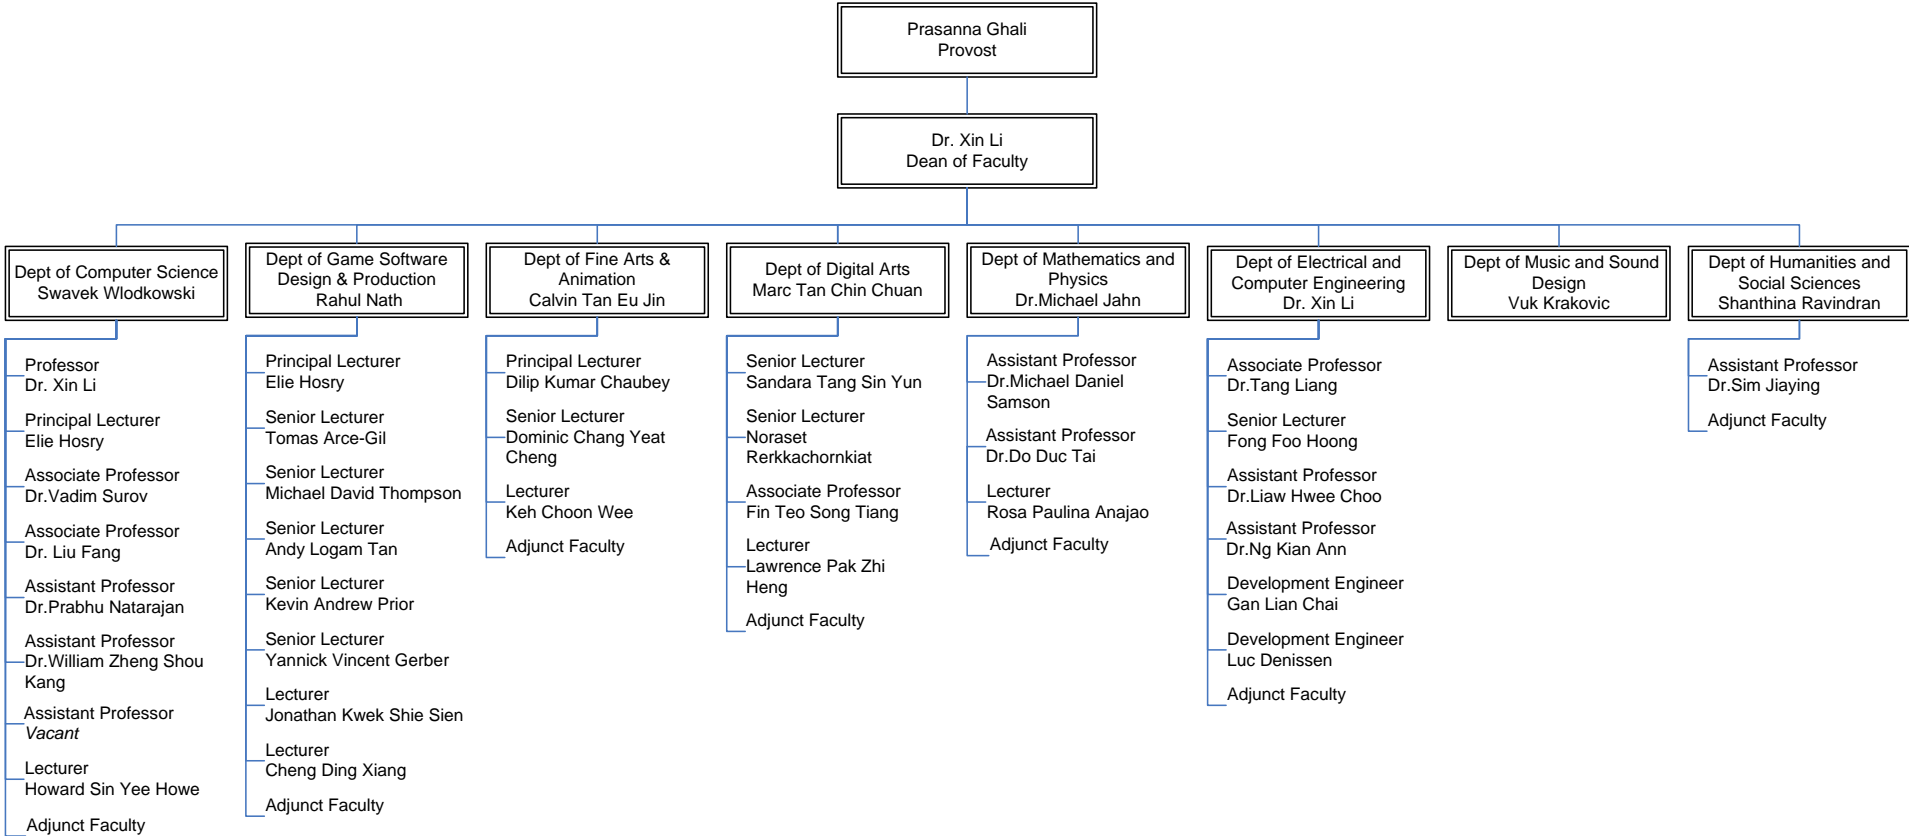 Prasanna Ghali
Provost
Dr. Xin Li
Dean of Faculty
Dept of Computer Science
Swavek Wlodkowski
Professor
Dr. Xin Li
Principal Lecturer
Elie Hosry
Associate Professor
Dr.Vadim Surov
Associate Professor
Dr. Liu Fang
Assistant Professor
Dr.Prabhu Natarajan
Assistant Professor
Dr.William Zheng Shou
Kang
Assistant Professor
Vacant
Lecturer
Howard Sin Yee Howe
Adjunct Faculty
Dept of Game Software
Design & Production
Rahul Nath
Principal Lecturer
Elie Hosry
Senior Lecturer
Tomas Arce-Gil
Senior Lecturer
Michael David Thompson
Senior Lecturer
Andy Logam Tan
Senior Lecturer
Kevin Andrew Prior
Senior Lecturer
Yannick Vincent Gerber
Lecturer
Jonathan Kwek Shie Sien
Lecturer
Cheng Ding Xiang
Adjunct Faculty
Dept of Fine Arts &
Animation
Calvin Tan Eu Jin
Principal Lecturer
Dilip Kumar Chaubey
Senior Lecturer
Dominic Chang Yeat
Cheng
Lecturer
Keh Choon Wee
Adjunct Faculty
Dept of Digital Arts
Marc Tan Chin Chuan
Senior Lecturer
Sandara Tang Sin Yun
Senior Lecturer
Noraset
Rerkkachornkiat
Associate Professor
Fin Teo Song Tiang
Lecturer
Lawrence Pak Zhi
Heng
Adjunct Faculty
Dept of Mathematics and
Physics
Dr.Michael Jahn
Assistant Professor
Dr.Michael Daniel
Samson
Assistant Professor
Dr.Do Duc Tai
Lecturer
Rosa Paulina Anajao
Adjunct Faculty
Dept of Electrical and
Computer Engineering
Dr. Xin Li
Associate Professor
Dr.Tang Liang
Senior Lecturer
Fong Foo Hoong
Assistant Professor
Dr.Liaw Hwee Choo
Assistant Professor
Dr.Ng Kian Ann
Development Engineer
Gan Lian Chai
Development Engineer
Luc Denissen
Adjunct Faculty
Dept of Music and Sound
Design
Vuk Krakovic
Dept of Humanities and
Social Sciences
Shanthina Ravindran
Assistant Professor
Dr.Sim Jiaying
Adjunct Faculty